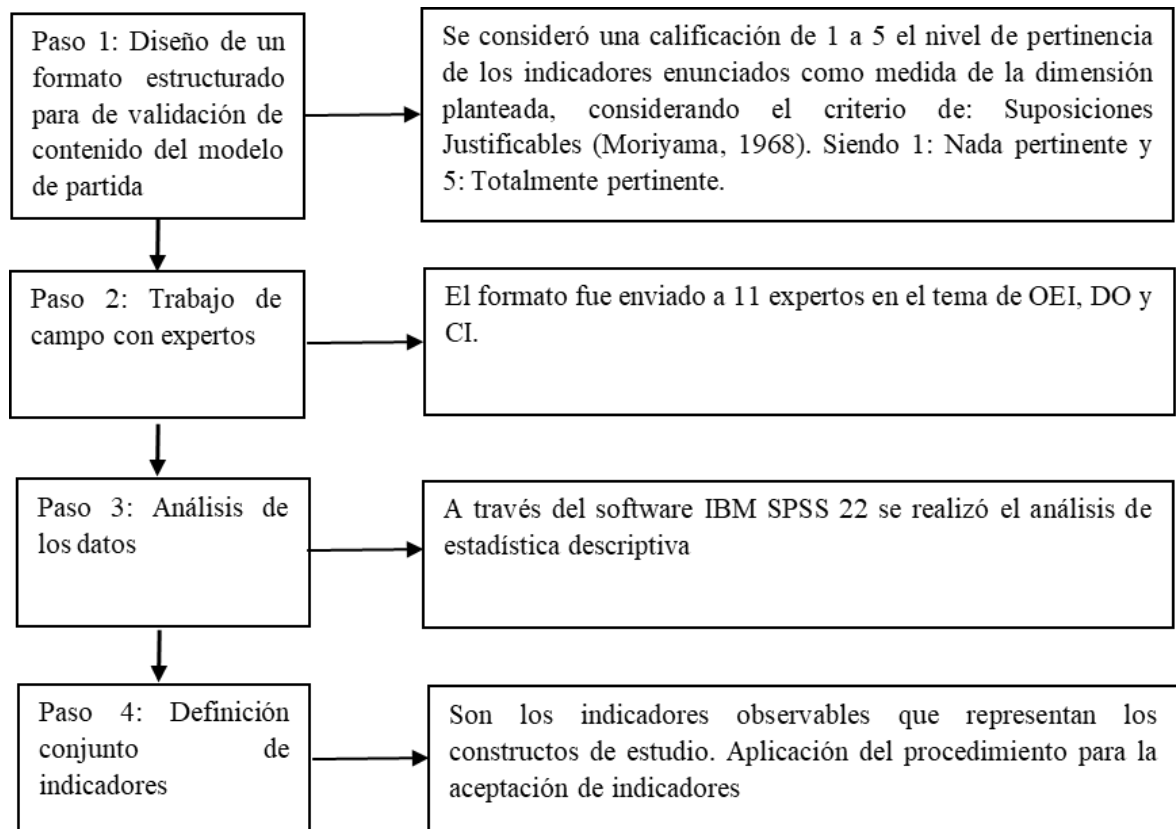 Paso 1: Diseño de un
formato estructurado
para de validación de
contenido del modelo
de partida
Se consideró una calificación de 1 a 5 el nivel de pertinencia
de los indicadores enunciados como medida de la dimensión
planteada, considerando el criterio de: Suposiciones
Justificables (Moriyama, 1968). Siendo 1: Nada pertinente y
5: Totalmente pertinente.
Paso 2: Trabajo de
campo con expertos
El formato fue enviado a 11 expertos en el tema de OEI, DO y
CI.
Paso 3: Análisis de
los datos
A través del software IBM SPSS 22 se realizó el análisis de
estadística descriptiva
Paso 4: Definición
conjunto de
indicadores
Son los indicadores observables que representan los
constructos de estudio. Aplicación del procedimiento para la
aceptación de indicadores